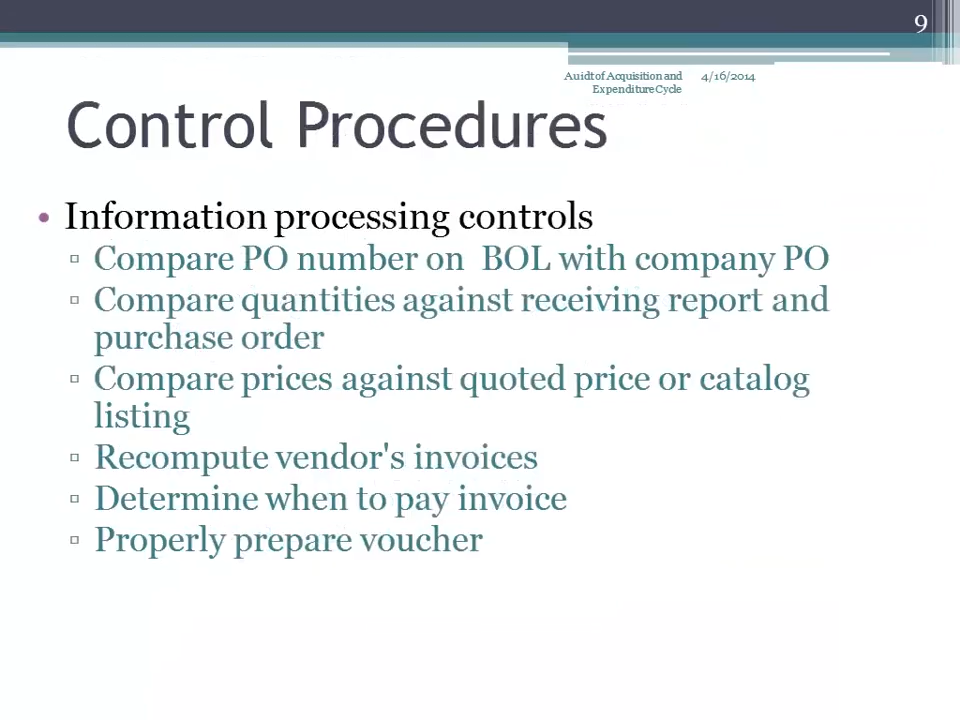 9
Auidt of Acquisition and 4/16/2014
Expenditure Cycle
Control Procedures
• Information processing controls
▫ Compare PO number on BOL with company PO
▫ Compare quantities against receiving report and
purchase order
▫ Compare prices against quoted price or catalog
listing
▫ Recompute vendor's invoices
▫ Determine when to pay invoice
▫ Properly prepare voucher